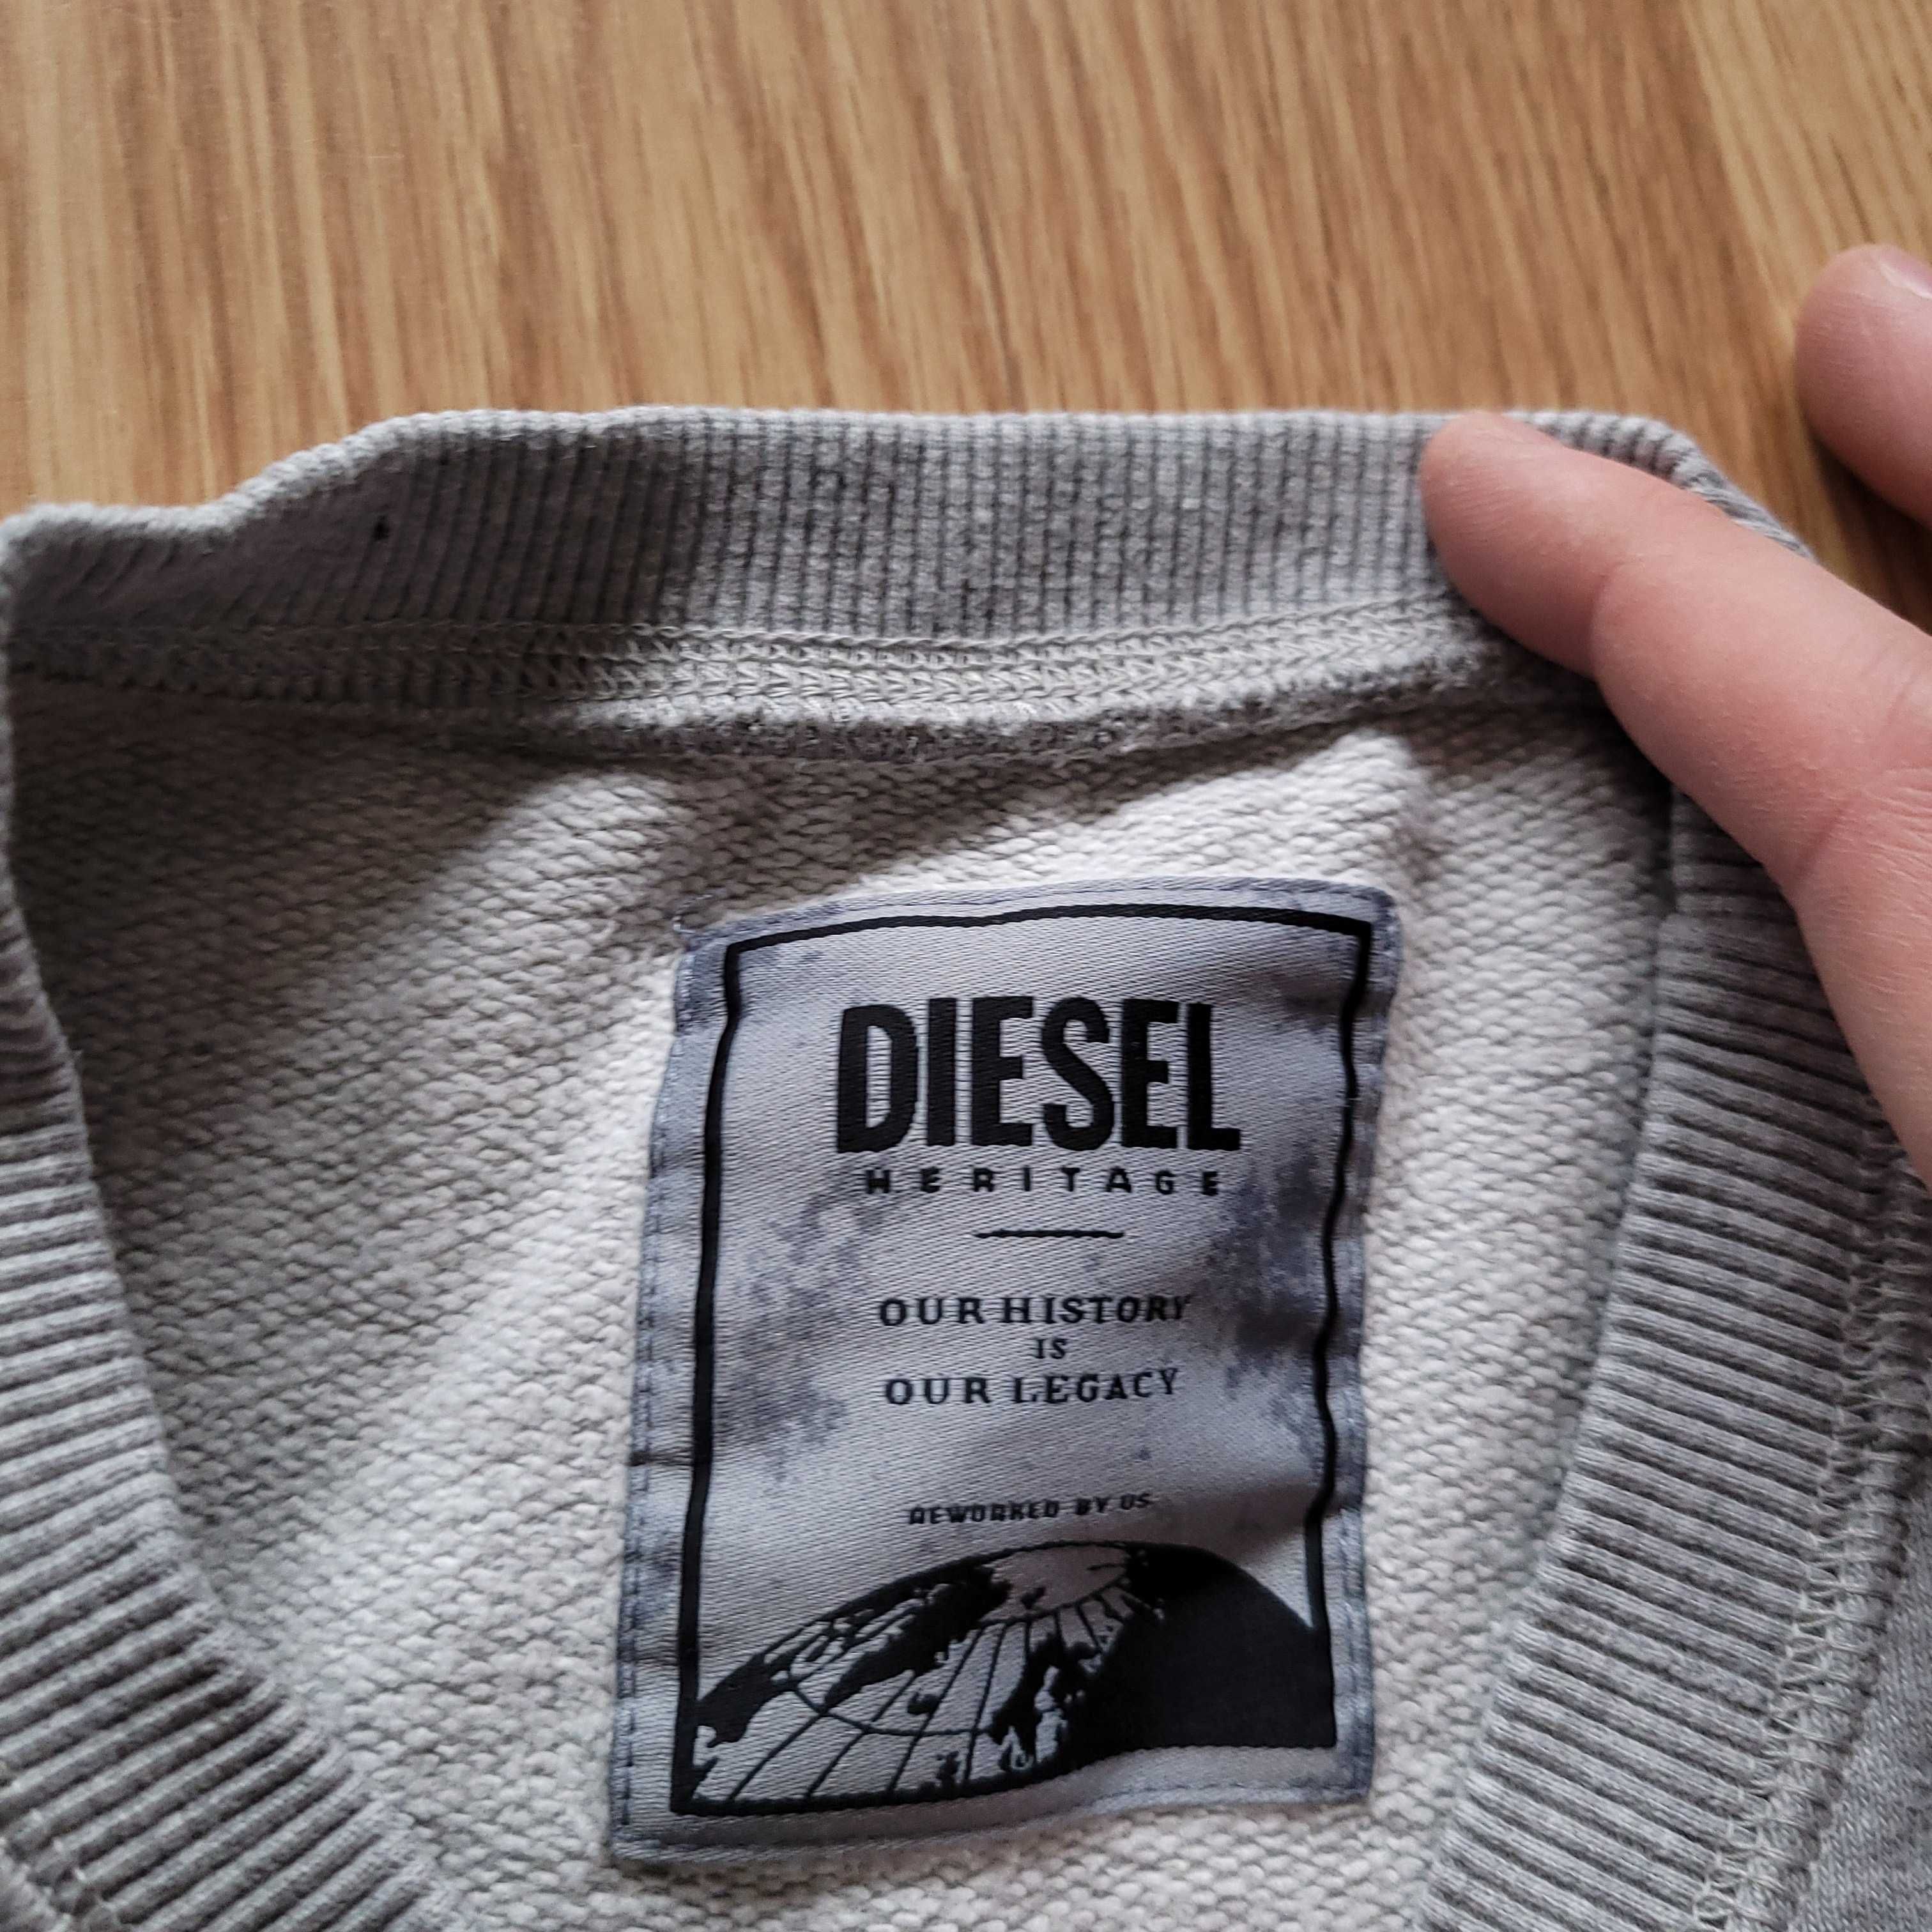 DIESEL
HERITAGE
OUR HISTORY
IS
OUR LEGACY
REWORKED BY US